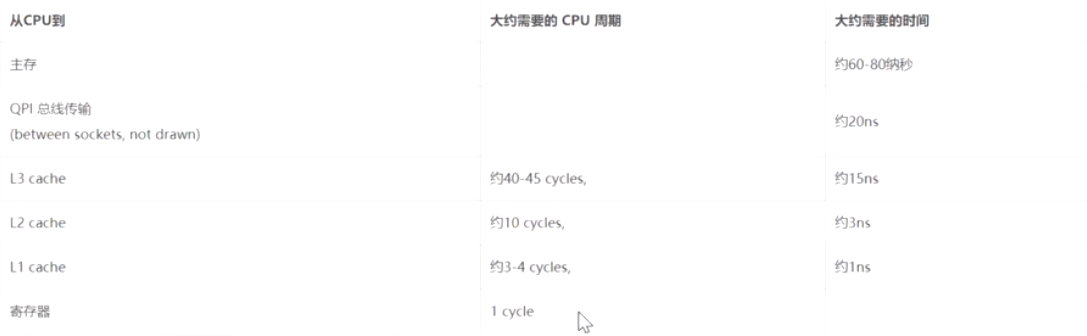 从CPU到 大约需要的 CPU 周期 大约需要的时间
主存 约60-80纳秒
QPI 总线传输
(between sockets, not drawn) 约20ns
L3 cache 约40-45 cycles, 约15ns
L2 cache 约10 cycles, 约3ns
L1 cache 约3-4 cycles, 约1ns
寄存器 1 cycle